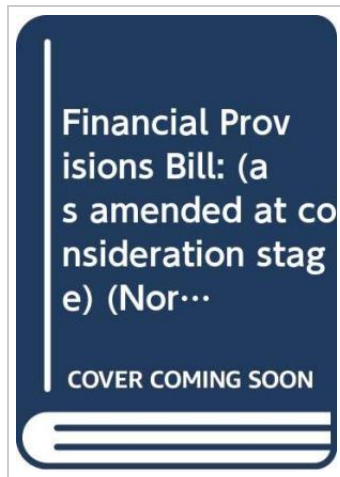 Financial Prov
isions Bill: (a
s amended at co
nsideration stag
e) (Nor…
COVER COMING SOON